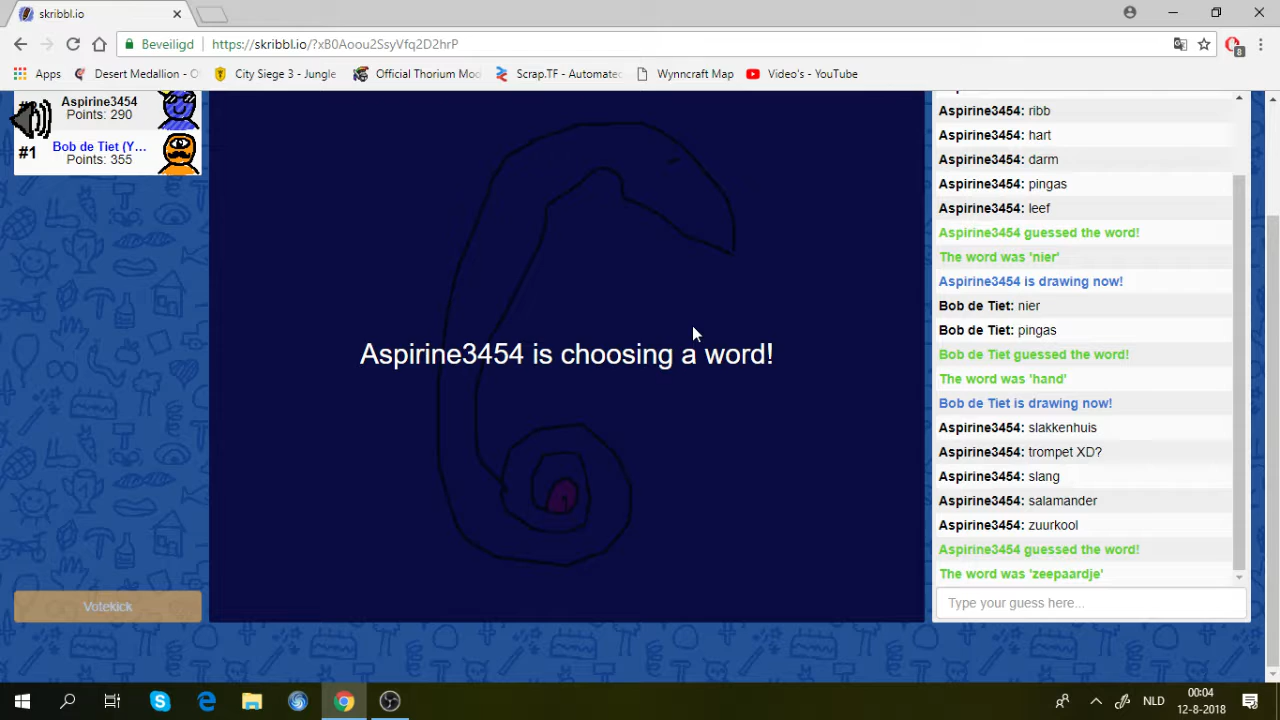 skribbl.io
Beveiligd
https://skribbl.io/?xB0Aoou2SsyVfq2D2hrP
8
Apps
Desert Medallion - O
City Siege 3 - Jungle
Official Thorium Mod
Scrap.TF - Automate
Wynncraft Map
Video's - YouTube
Aspirine3454
Points: 290
#1
Bob de Tiet (Y...
Points: 355
Votekick
Aspirine3454 is choosing a word!
Aspirine3454: ribb
Aspirine3454: hart
Aspirine3454: darm
Aspirine3454: pingas
Aspirine3454: leef
Aspirine3454 guessed the word!
The word was 'nier'
Aspirine3454 is drawing now!
Bob de Tiet: nier
Bob de Tiet: pingas
Bob de Tiet guessed the word!
The word was 'hand'
Bob de Tiet is drawing now!
Aspirine3454: slakkenhuis
Aspirine3454: trompet XD?
Aspirine3454: slang
Aspirine3454: salamander
Aspirine3454: zuurkool
Aspirine3454 guessed the word!
The word was 'zeepaardje'
Type your guess here...
NLD
00:04
12-8-2018